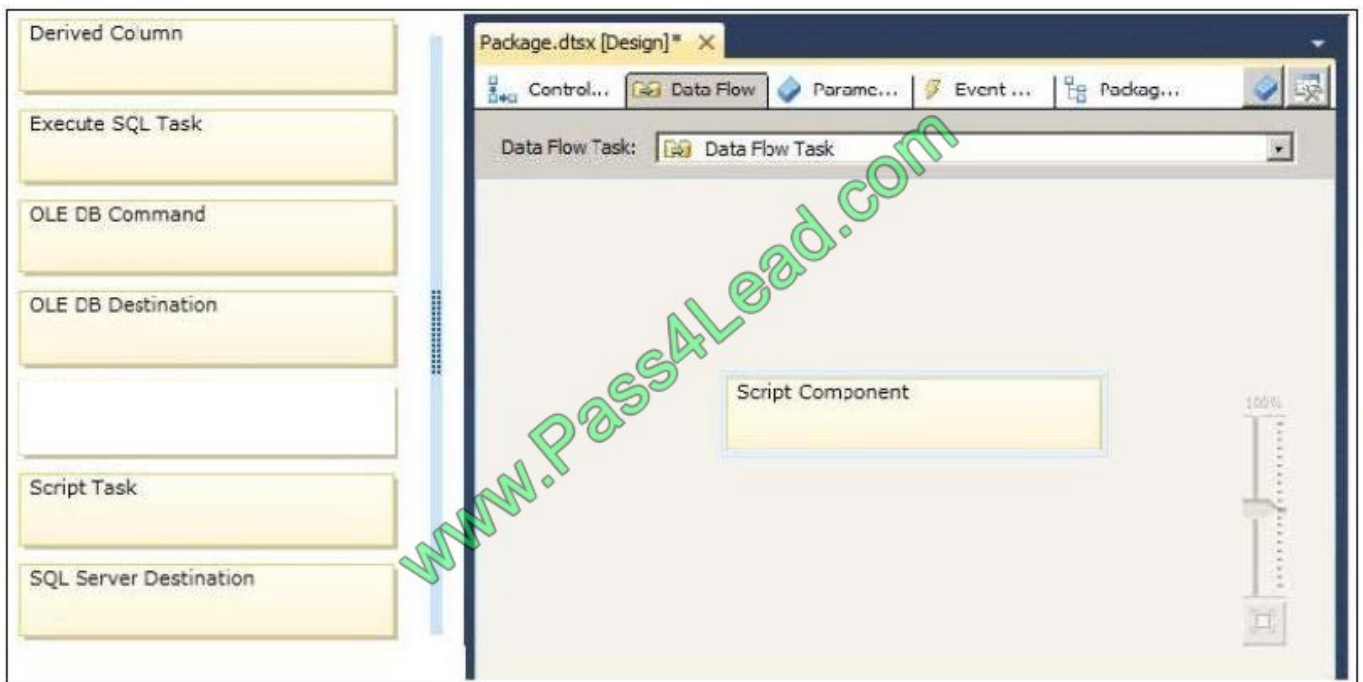 Derived Column
Execute SQL Task
OLE DB Command
OLE DB Destination
Script Task
SQL Server Destination
Package.dtsx [Design]*
Control...
Data Flow
Parame...
Event ...
Packag...
Data Flow Task:
Data Flow Task
Script Component
100%
www.Pass4Lead.com